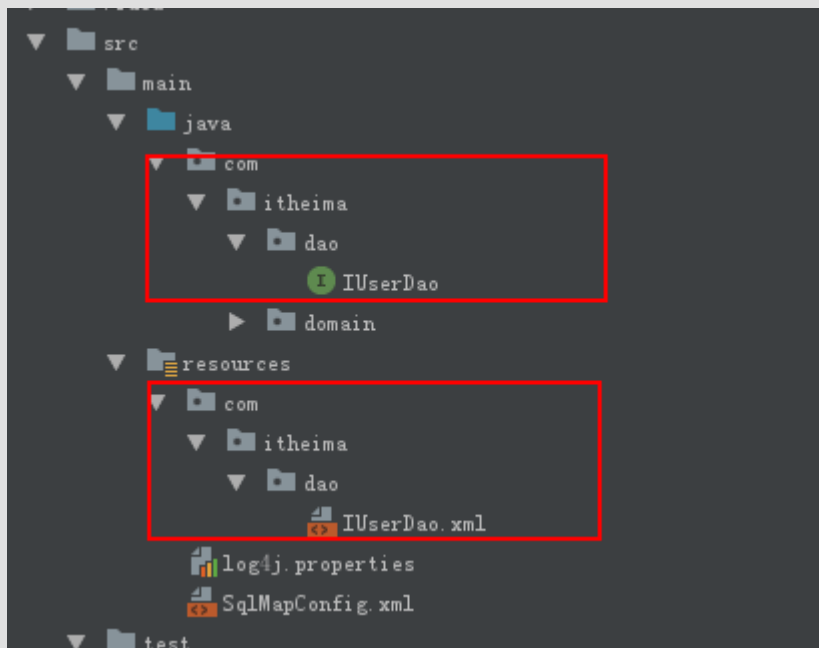 src
main
java
com
itheima
dao
IUserDao
domain
resources
com
itheima
dao
IUserDao.xml
log4j.properties
SqlMapConfig.xml
test